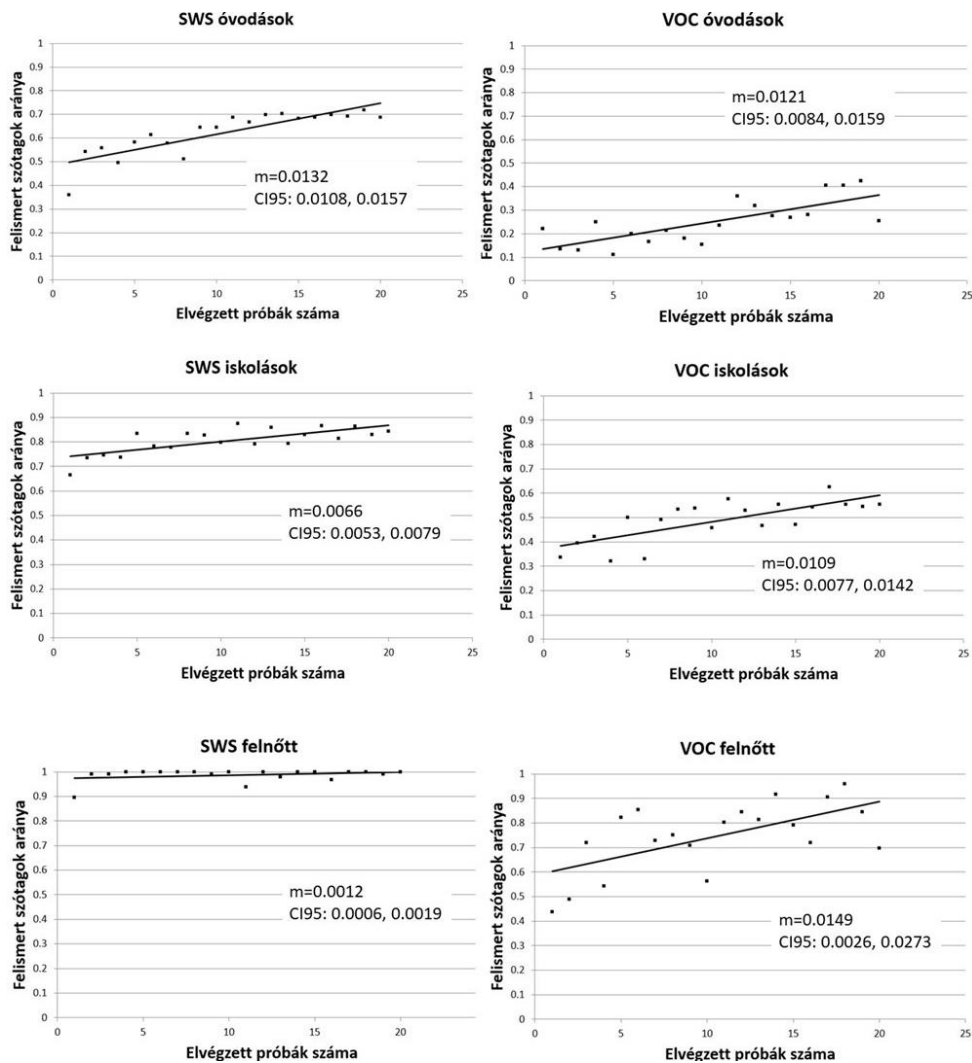 SWS óvodások
Felismert szótagok aránya
1
0.9
0.8
0.7
0.6
0.5
0.4
0.3
0.2
0.1
0
m=0.0132
CI95: 0.0108, 0.0157
0 5 10 15 20 25
Elvégzett próbák száma
VOC óvodások
Felismert szótagok aránya
1
0.9
0.8
0.7
0.6
0.5
0.4
0.3
0.2
0.1
0
m=0.0121
CI95: 0.0084, 0.0159
0 5 10 15 20 25
Elvégzett próbák száma
SWS iskolások
Felismert szótagok aránya
1
0.9
0.8
0.7
0.6
0.5
0.4
0.3
0.2
0.1
0
m=0.0066
CI95: 0.0053, 0.0079
0 5 10 15 20 25
Elvégzett próbák száma
VOC iskolások
Felismert szótagok aránya
1
0.9
0.8
0.7
0.6
0.5
0.4
0.3
0.2
0.1
0
m=0.0109
CI95: 0.0077, 0.0142
0 5 10 15 20 25
Elvégzett próbák száma
SWS felnőtt
Felismert szótagok aránya
1
0.9
0.8
0.7
0.6
0.5
0.4
0.3
0.2
0.1
0
m=0.0012
CI95: 0.0006, 0.0019
0 5 10 15 20 25
Elvégzett próbák száma
VOC felnőtt
Felismert szótagok aránya
1
0.9
0.8
0.7
0.6
0.5
0.4
0.3
0.2
0.1
0
m=0.0149
CI95: 0.0026, 0.0273
0 5 10 15 20 25
Elvégzett próbák száma